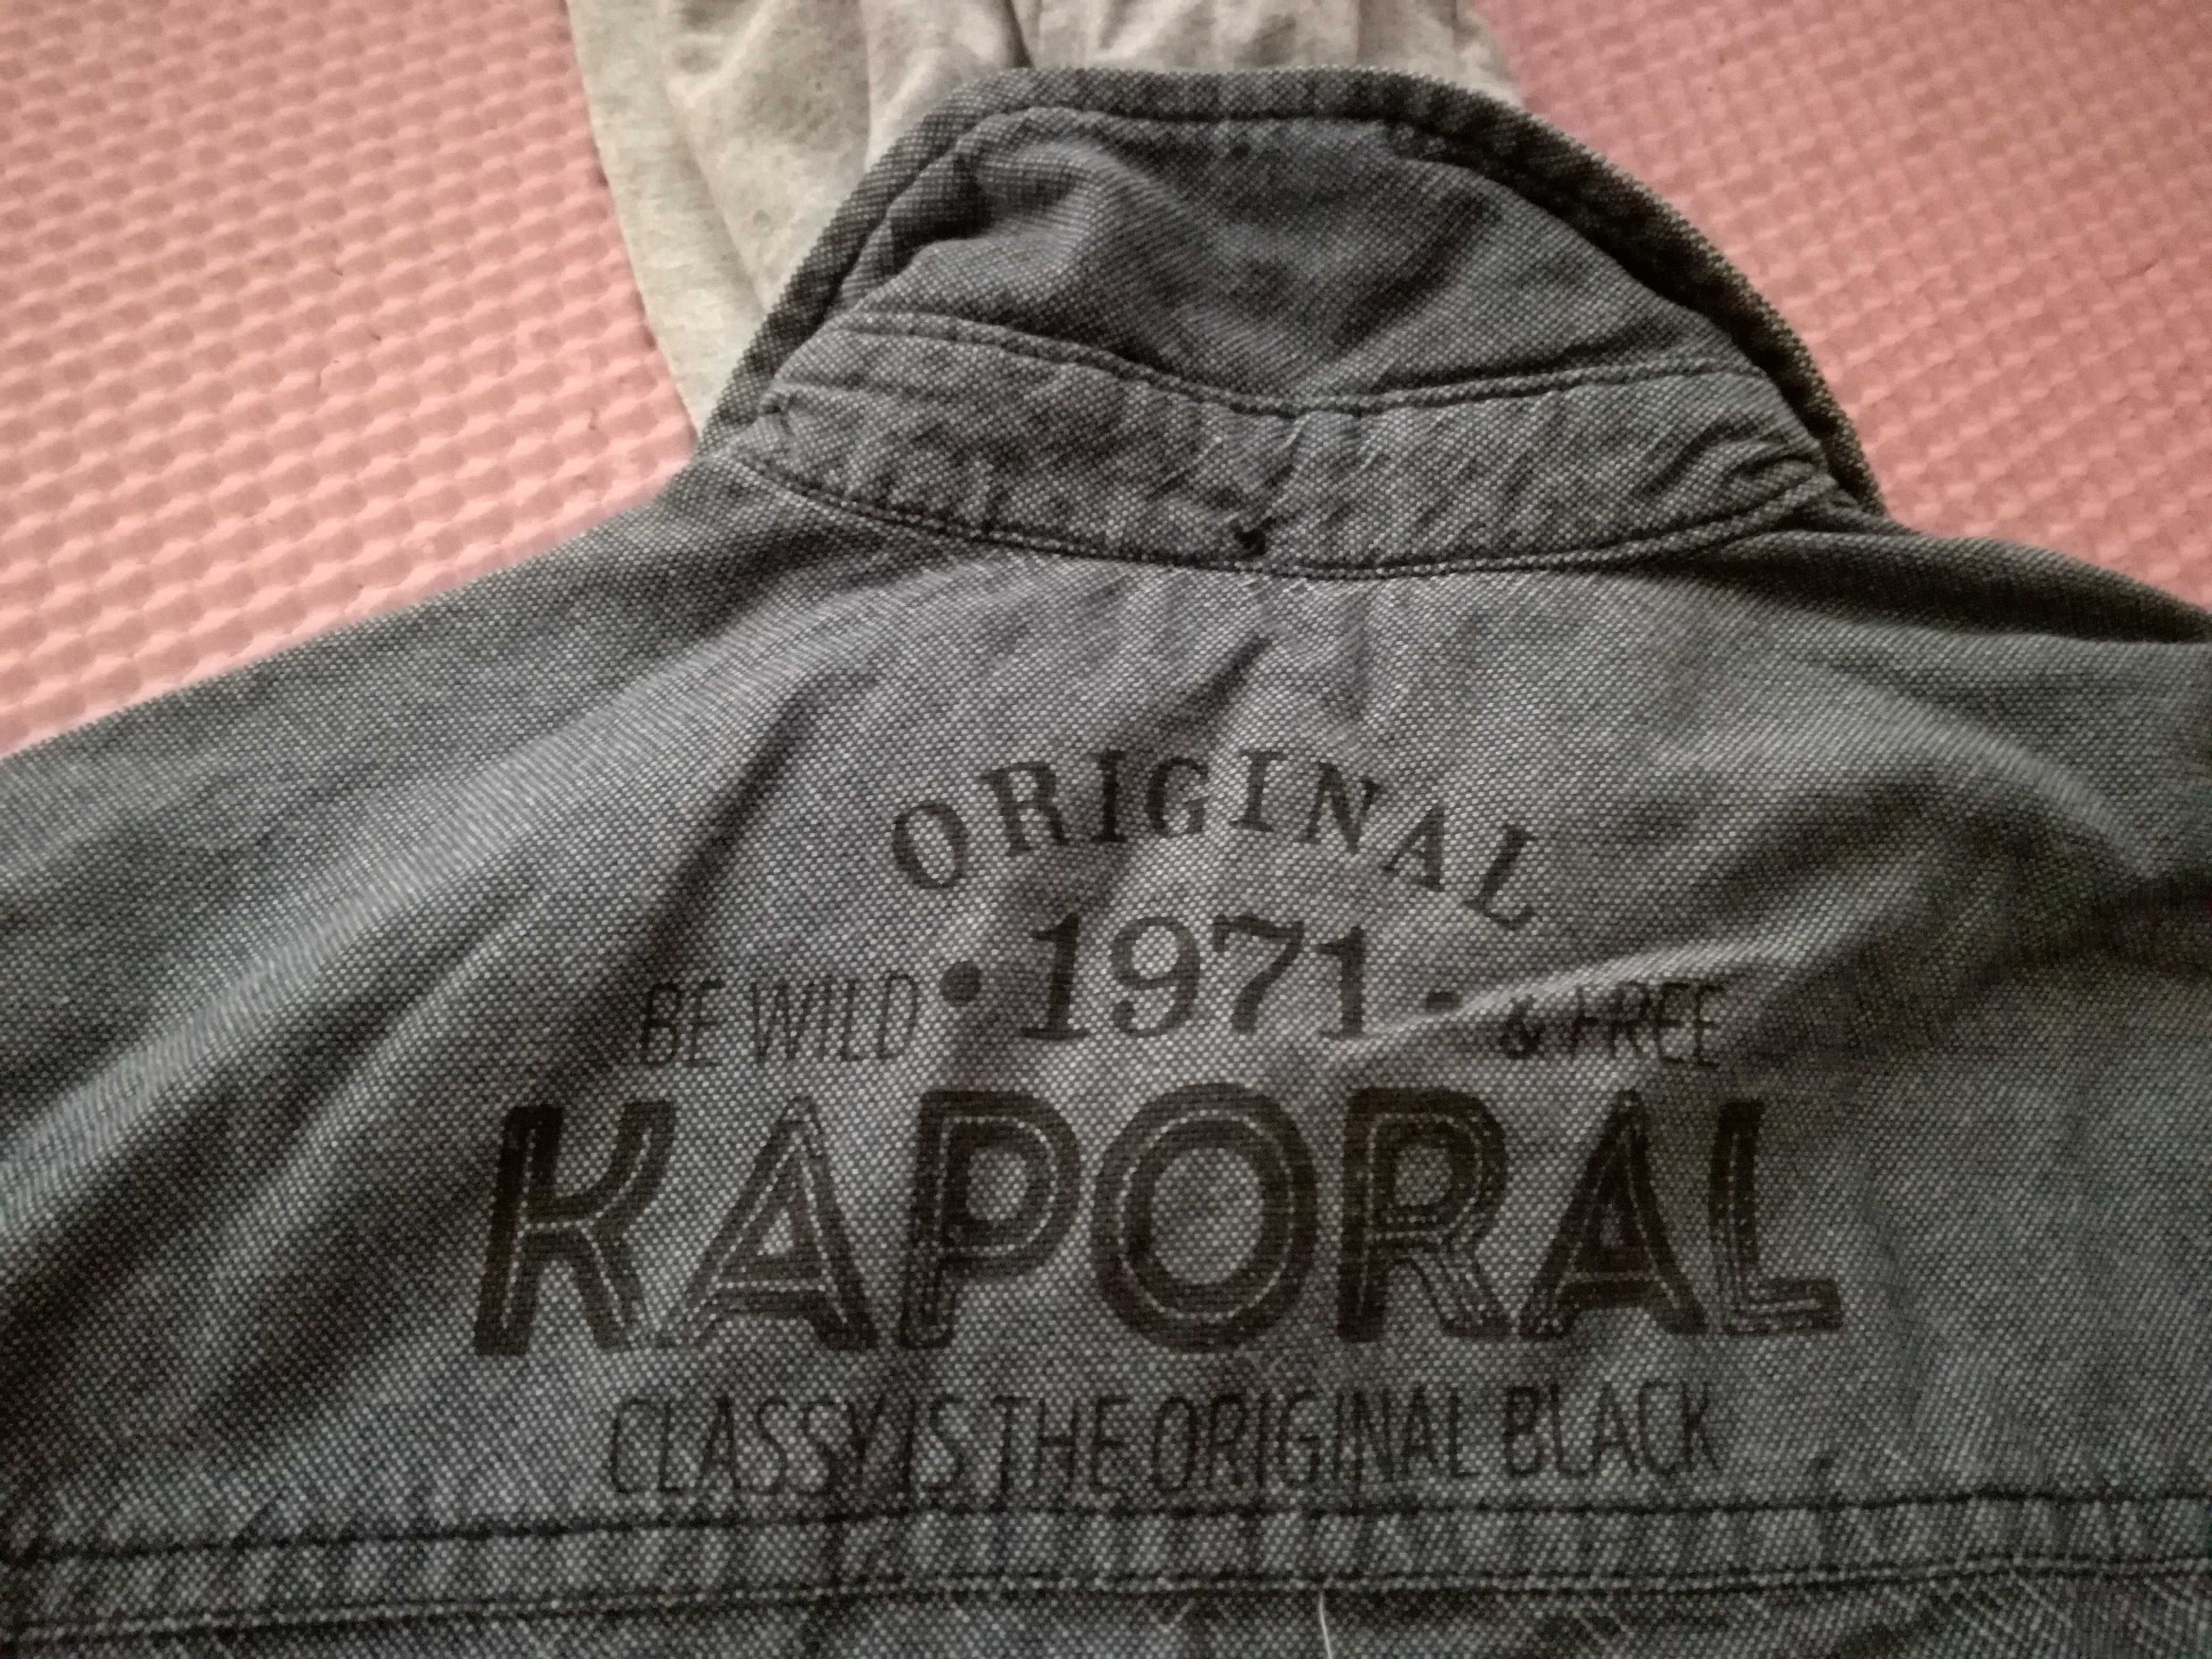 ORIGINAL
BE WILD • 1971 • & FREE
KAPORAL
CLASSY IS THE ORIGINAL BLACK